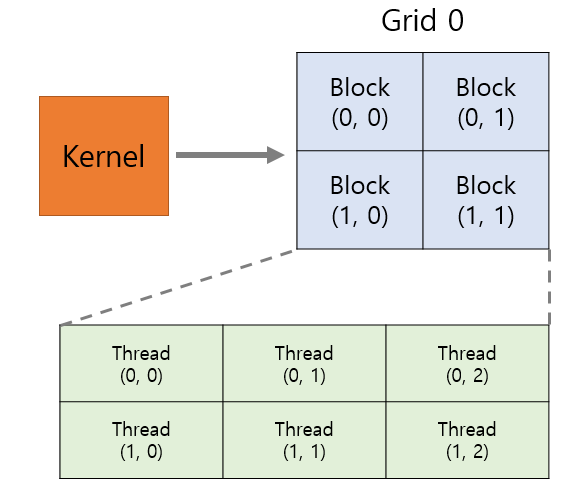 Grid 0
Kernel
Block
(0, 0)
Block
(0, 1)
Block
(1, 0)
Block
(1, 1)
Thread
(0, 0)
Thread
(0, 1)
Thread
(0, 2)
Thread
(1, 0)
Thread
(1, 1)
Thread
(1, 2)